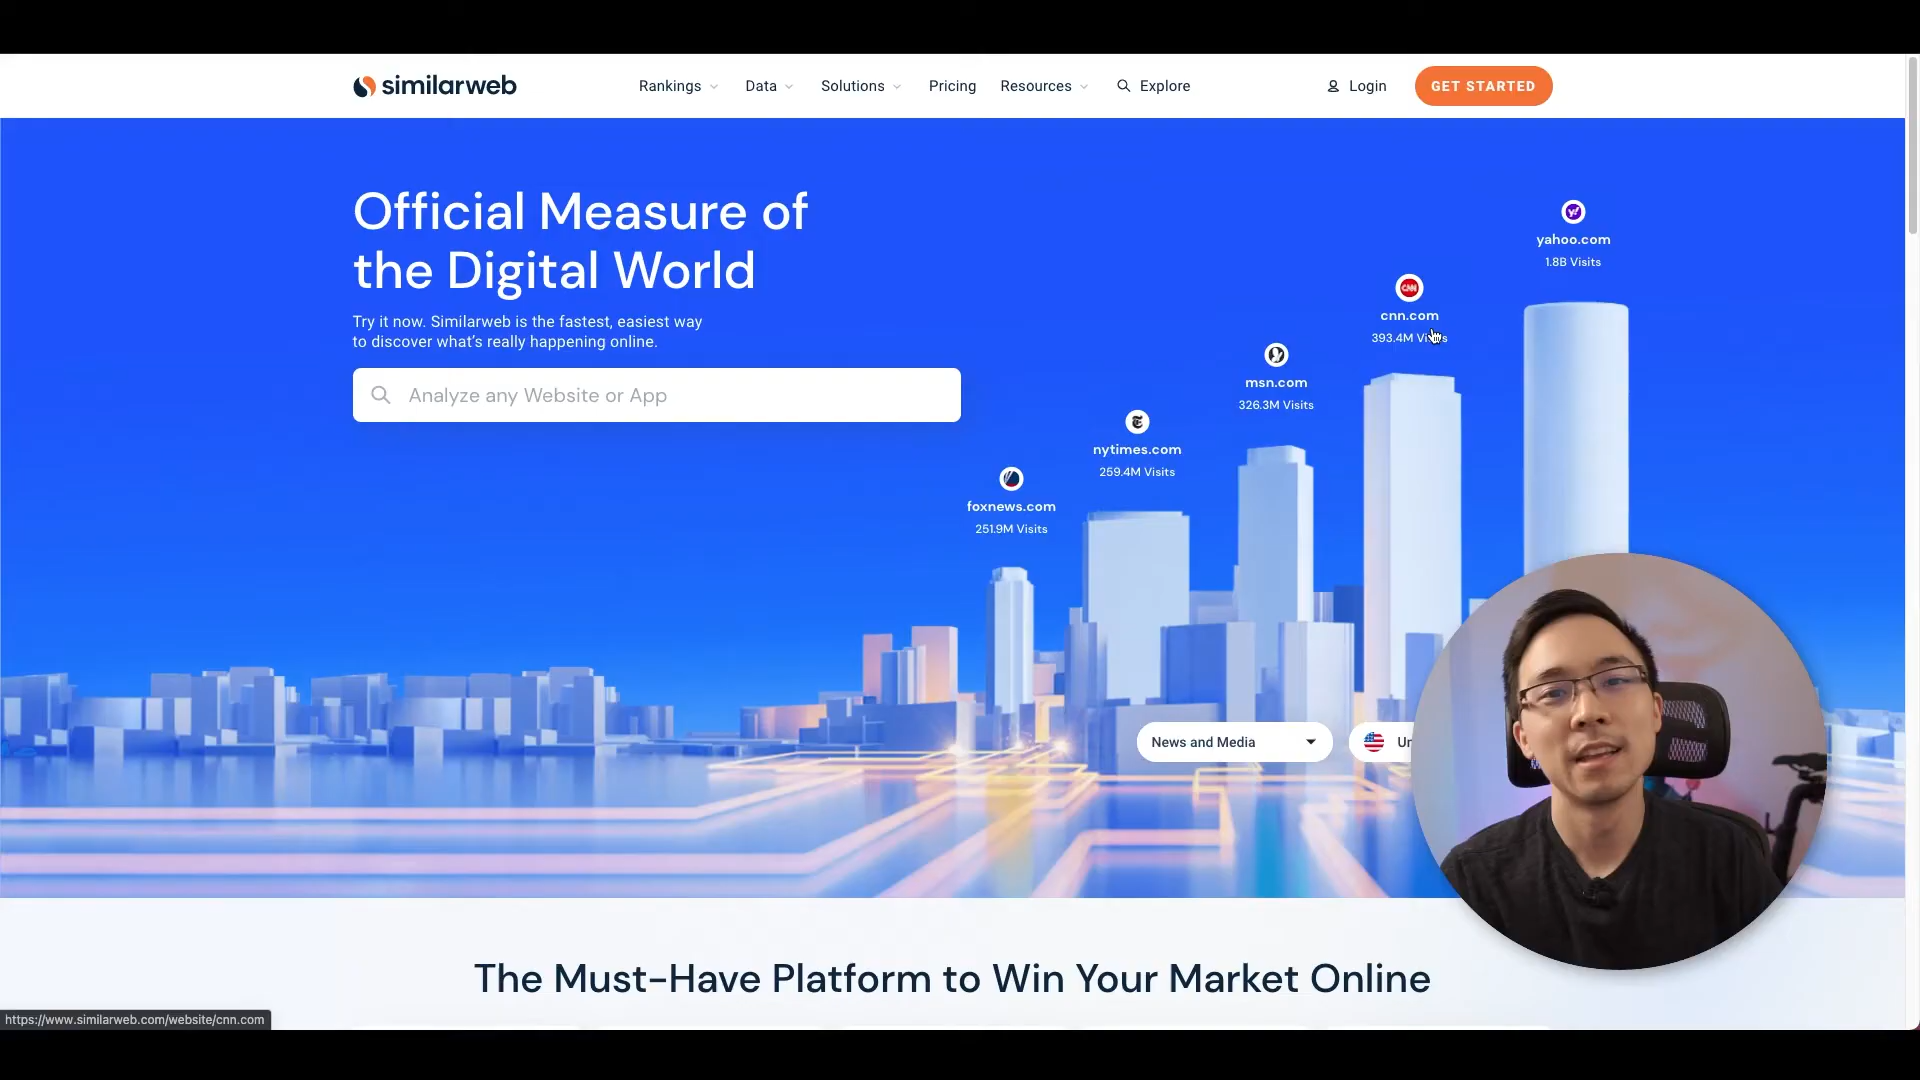 similarweb
Rankings
Data
Solutions
Pricing
Resources
Explore
Login
GET STARTED
Official Measure of
the Digital World
Try it now. Similarweb is the fastest, easiest way
to discover what's really happening online.
Analyze any Website or App
yahoo.com
1.8B Visits
CNN
cnn.com
393.4M Visits
msn.com
326.3M Visits
nytimes.com
259.4M Visits
foxnews.com
251.9M Visits
News and Media
The Must-Have Platform to Win Your Market Online
https://www.similarweb.com/website/cnn.com